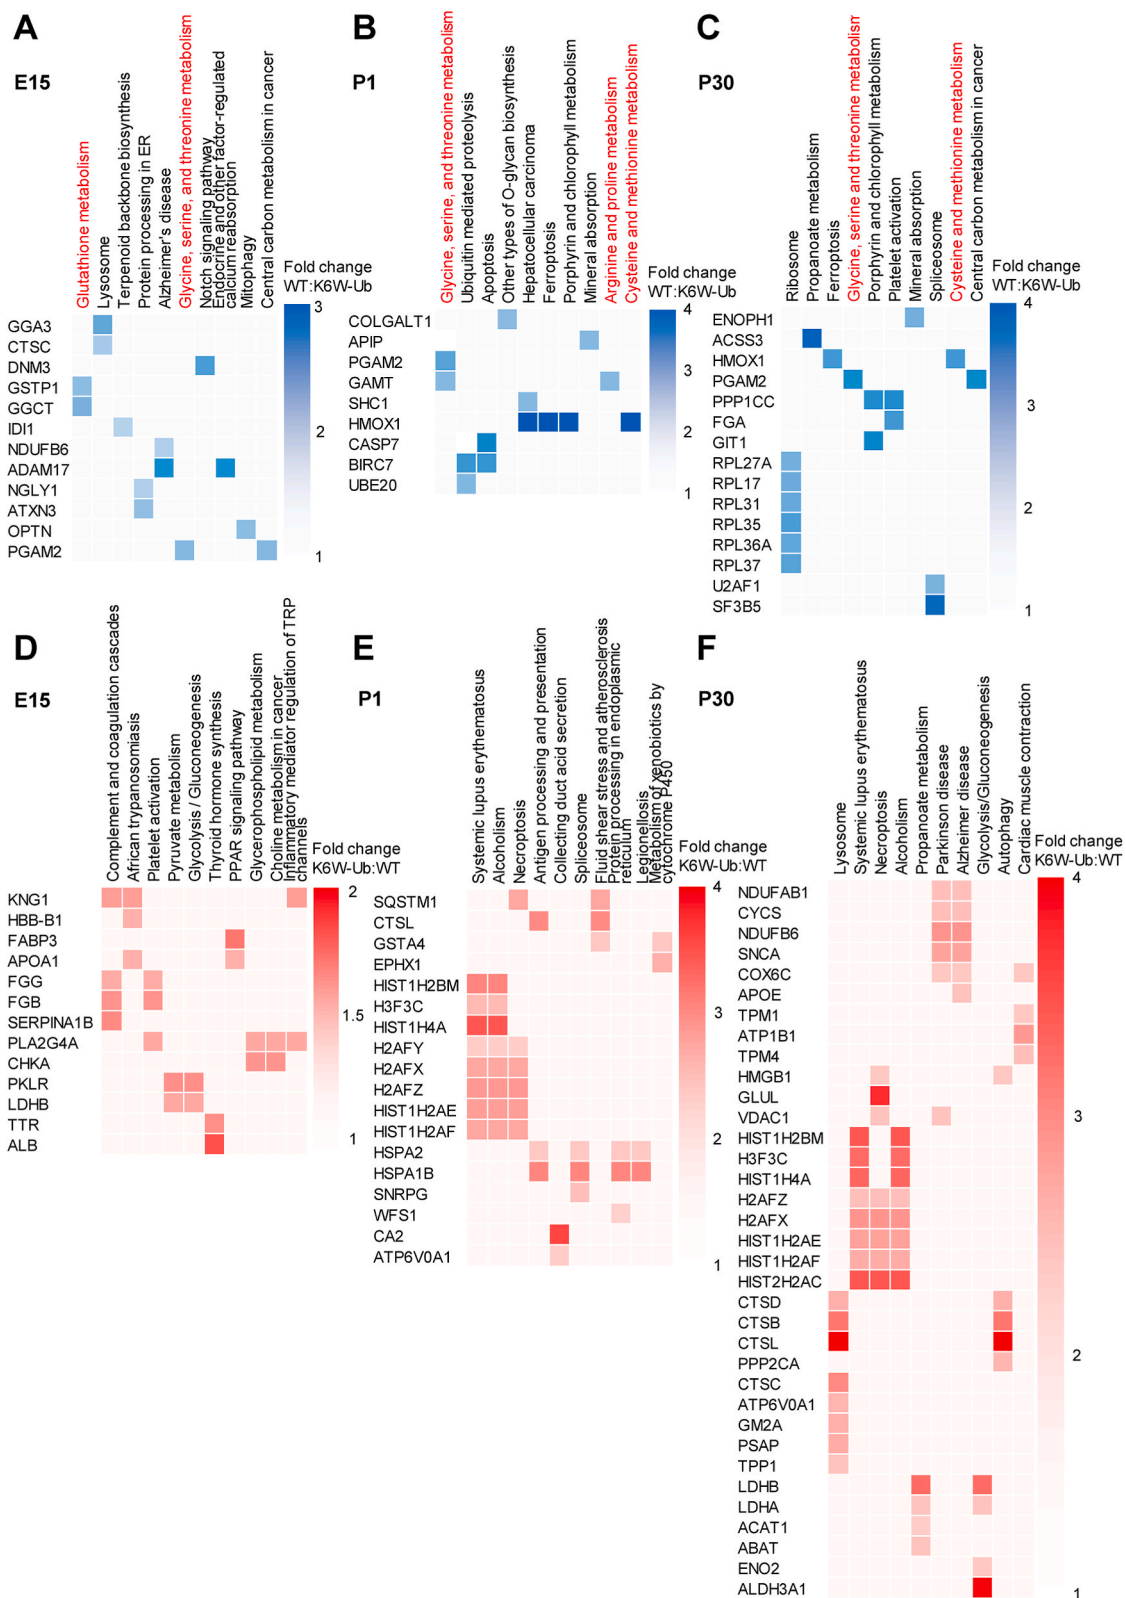 A
E15
Glutathione metabolism
Lysosome
Terpenoid backbone biosynthesis
Protein processing in ER
Alzheimer's disease
Glycine, serine, and threonine metabolism
Notch signaling pathway
Endocrine and other factor-regulated
calcium reabsorption
Mitophagy
Central carbon metabolism in cancer
Fold change
WT:K6W-Ub
3
2
1
GGA3
CTSC
DNM3
GSTP1
GGCT
IDI1
NDUFB6
ADAM17
NGLY1
ATXN3
OPTN
PGAM2
B
P1
Glycine, serine, and threonine metabolism
Ubiquitin mediated proteolysis
Apoptosis
Other types of O-glycan biosynthesis
Hepatocellular carcinoma
Ferroptosis
Porphyrin and chlorophyll metabolism
Mineral absorption
Arginine and proline metabolism
Cysteine and methionine metabolism
Fold change
WT:K6W-Ub
4
3
2
1
COLGALT1
APIP
PGAM2
GAMT
SHC1
HMOX1
CASP7
BIRC7
UBE20
C
P30
Ribosome
Propanoate metabolism
Ferroptosis
Glycine, serine and threonine metabolism
Porphyrin and chlorophyll metabolism
Platelet activation
Mineral absorption
Spliceosome
Cysteine and methionine metabolism
Central carbon metabolism in cancer
Fold change
WT:K6W-Ub
4
3
2
1
ENOPH1
ACSS3
HMOX1
PGAM2
PPP1CC
FGA
GIT1
RPL27A
RPL17
RPL31
RPL35
RPL36A
RPL37
U2AF1
SF3B5
D
E15
Complement and coagulation cascades
African trypanosomiasis
Platelet activation
Pyruvate metabolism
Glycolysis / Gluconeogenesis
Thyroid hormone synthesis
PPAR signaling pathway
Glycerophospholipid metabolism
Choline metabolism in cancer
Inflammatory mediator regulation of TRP
channels
Fold change
K6W-Ub:WT
2
1.5
1
KNG1
HBB-B1
FABP3
APOA1
FGG
FGB
SERPINA1B
PLA2G4A
CHKA
PKLR
LDHB
TTR
ALB
E
P1
Systemic lupus erythematosus
Alcoholism
Necroptosis
Antigen processing and presentation
Collecting duct acid secretion
Spliceosome
Fluid shear stress and atherosclerosis
Protein processing in endoplasmic
reticulum
Legionellosis
Metabolism of xenobiotics by
cytochrome P450
Fold change
K6W-Ub:WT
4
3
2
1
SQSTM1
CTSL
GSTA4
EPHX1
HIST1H2BM
H3F3C
HIST1H4A
H2AFY
H2AFX
H2AFZ
HIST1H2AE
HIST1H2AF
HSPA2
HSPA1B
SNRPG
WFS1
CA2
ATP6V0A1
F
P30
Lysosome
Systemic lupus erythematosus
Necroptosis
Alcoholism
Propanoate metabolism
Parkinson disease
Alzheimer disease
Glycolysis/Gluconeogenesis
Autophagy
Cardiac muscle contraction
Fold change
K6W-Ub:WT
4
3
2
1
NDUFAB1
CYCS
NDUFB6
SNCA
COX6C
APOE
TPM1
ATP1B1
TPM4
HMGB1
GLUL
VDAC1
HIST1H2BM
H3F3C
HIST1H4A
H2AFZ
H2AFX
HIST1H2AE
HIST1H2AF
HIST2H2AC
CTSD
CTSB
CTSL
PPP2CA
CTSC
ATP6V0A1
GM2A
PSAP
TPP1
LDHB
LDHA
ACAT1
ABAT
ENO2
ALDH3A1